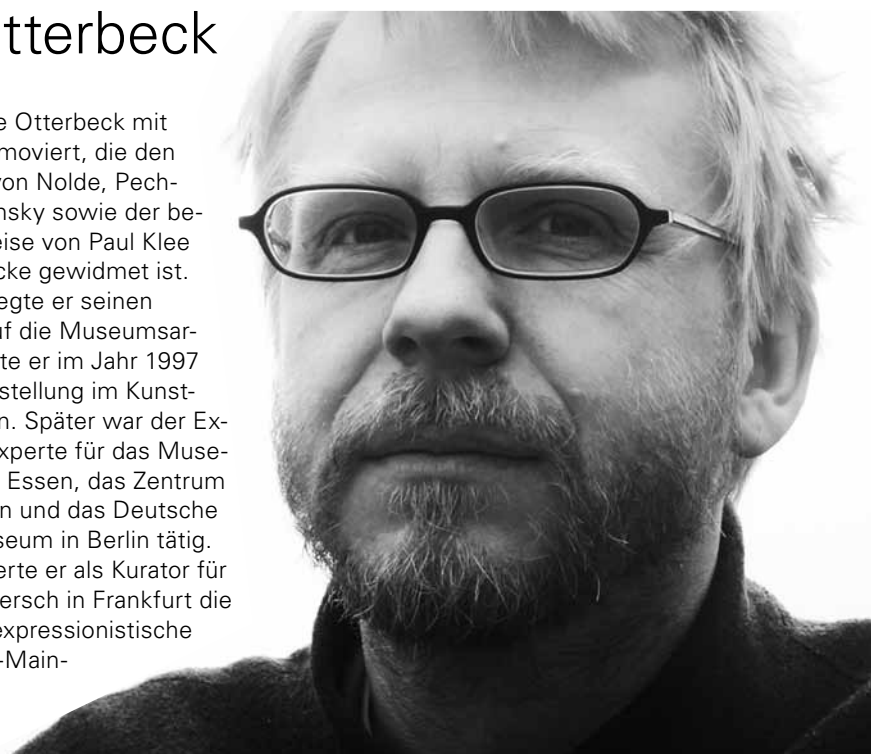 tterbeck
e Otterbeck mit
moviert, die den
von Nolde, Pech-
nsky sowie der be-
eise von Paul Klee
cke gewidmet ist.
egte er seinen
uf die Museumsar-
te er im Jahr 1997
stellung im Kunst-
n. Später war der Ex-
xperte für das Muse-
Essen, das Zentrum
n und das Deutsche
seum in Berlin tätig.
erte er als Kurator für
ersch in Frankfurt die
expressionistische
-Main-